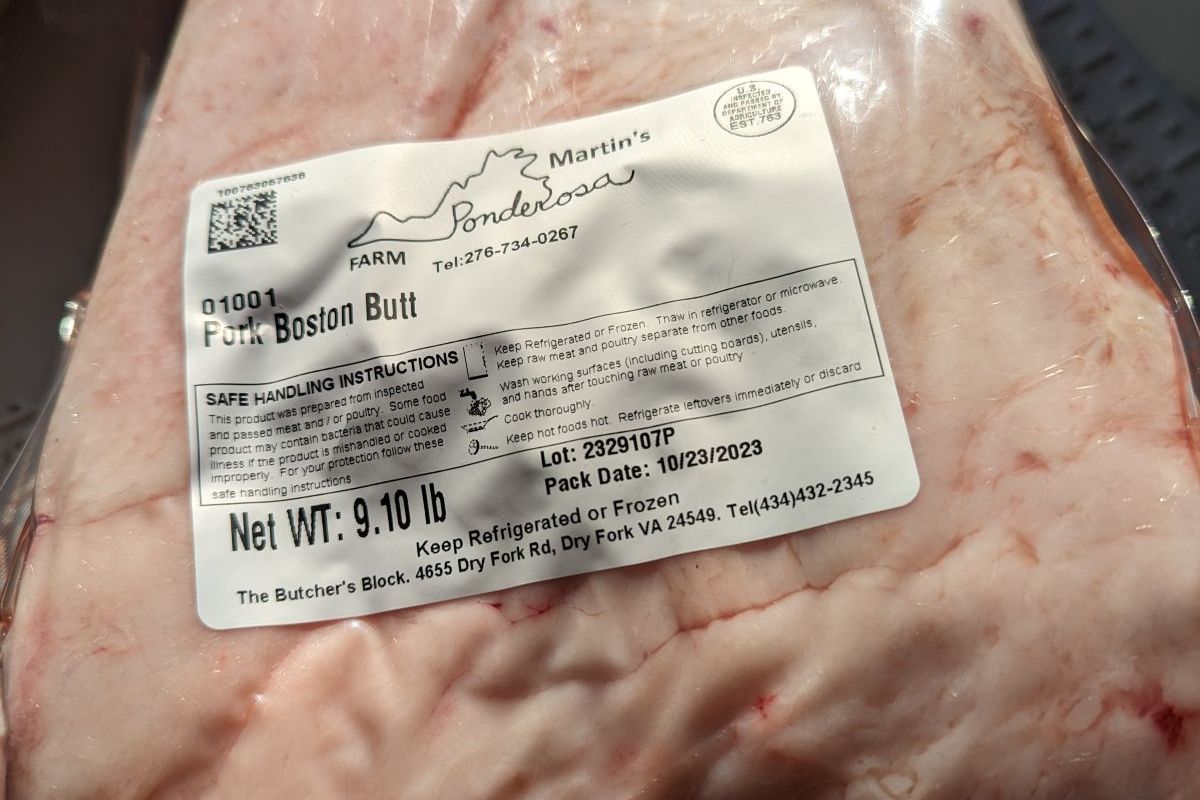 100763067636
U.S.
INSPECTED
AND PASSED BY
DEPARTMENT OF
AGRICULTURE
EST.763
Martin's
Ponderosa
FARM
Tel:276-734-0267
01001
Pork Boston Butt
SAFE HANDLING INSTRUCTIONS
This product was prepared from inspected
and passed meat and / or poultry. Some food
product may contain bacteria that could cause
illness if the product is mishandled or cooked
improperly. For your protection follow these
safe handling instructions
Keep Refrigerated or Frozen. Thaw in refrigerator or microwave.
Keep raw meat and poultry separate from other foods.
Wash working surfaces (including cutting boards), utensils,
and hands after touching raw meat or poultry
Cook thoroughly.
Keep hot foods hot. Refrigerate leftovers immediately or discard
Lot: 2329107P
Pack Date: 10/23/2023
Net WT: 9.10 lb
Keep Refrigerated or Frozen
The Butcher's Block. 4655 Dry Fork Rd, Dry Fork VA 24549. Tel(434)432-2345